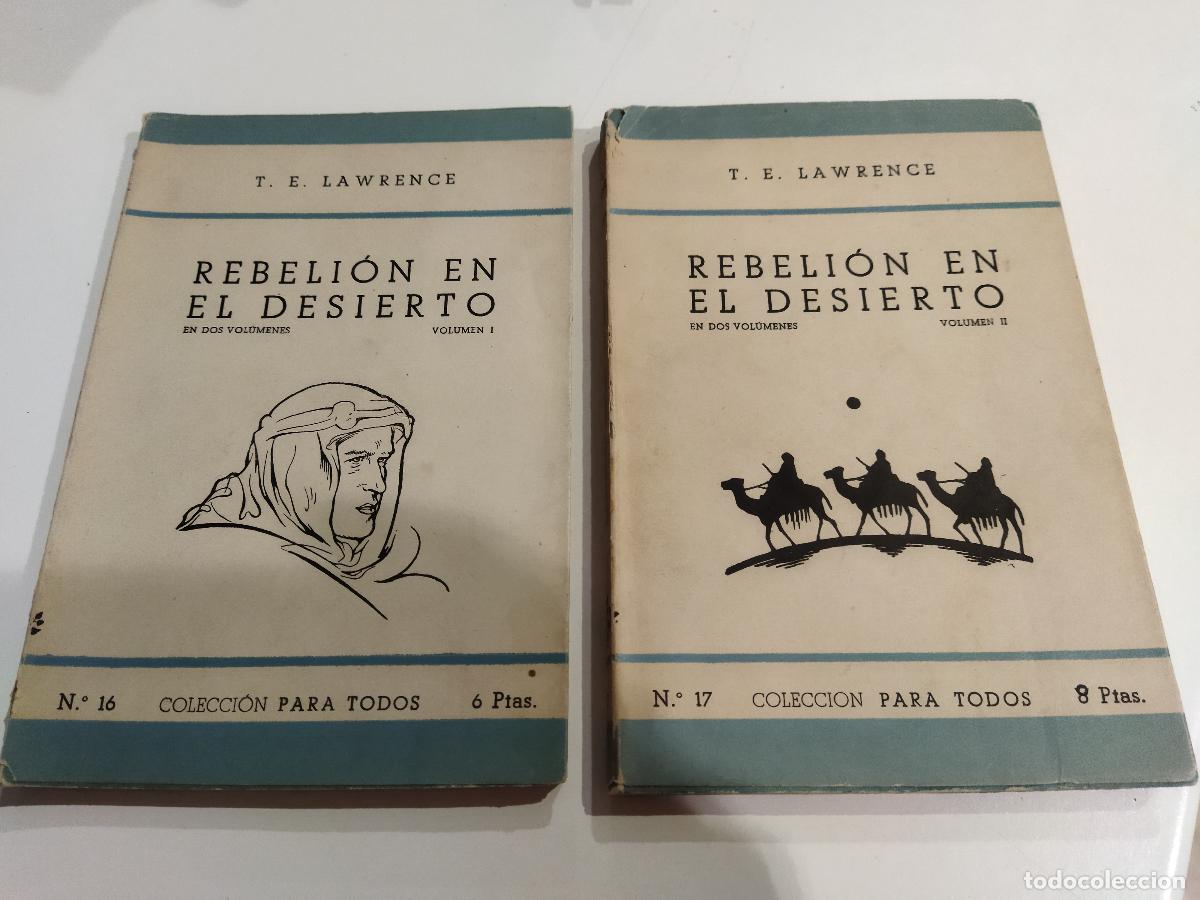 T. E. LAWRENCE
REBELIÓN EN
EL DESIERTO
EN DOS VOLÚMENES VOLUMEN I
N.° 16 COLECCIÓN PARA TODOS 6 Ptas.
T. E. LAWRENCE
REBELIÓN EN
EL DESIERTO
EN DOS VOLÚMENES VOLUMEN II
N.° 17 COLECCION PARA TODOS 8 Ptas.
todocoleccion